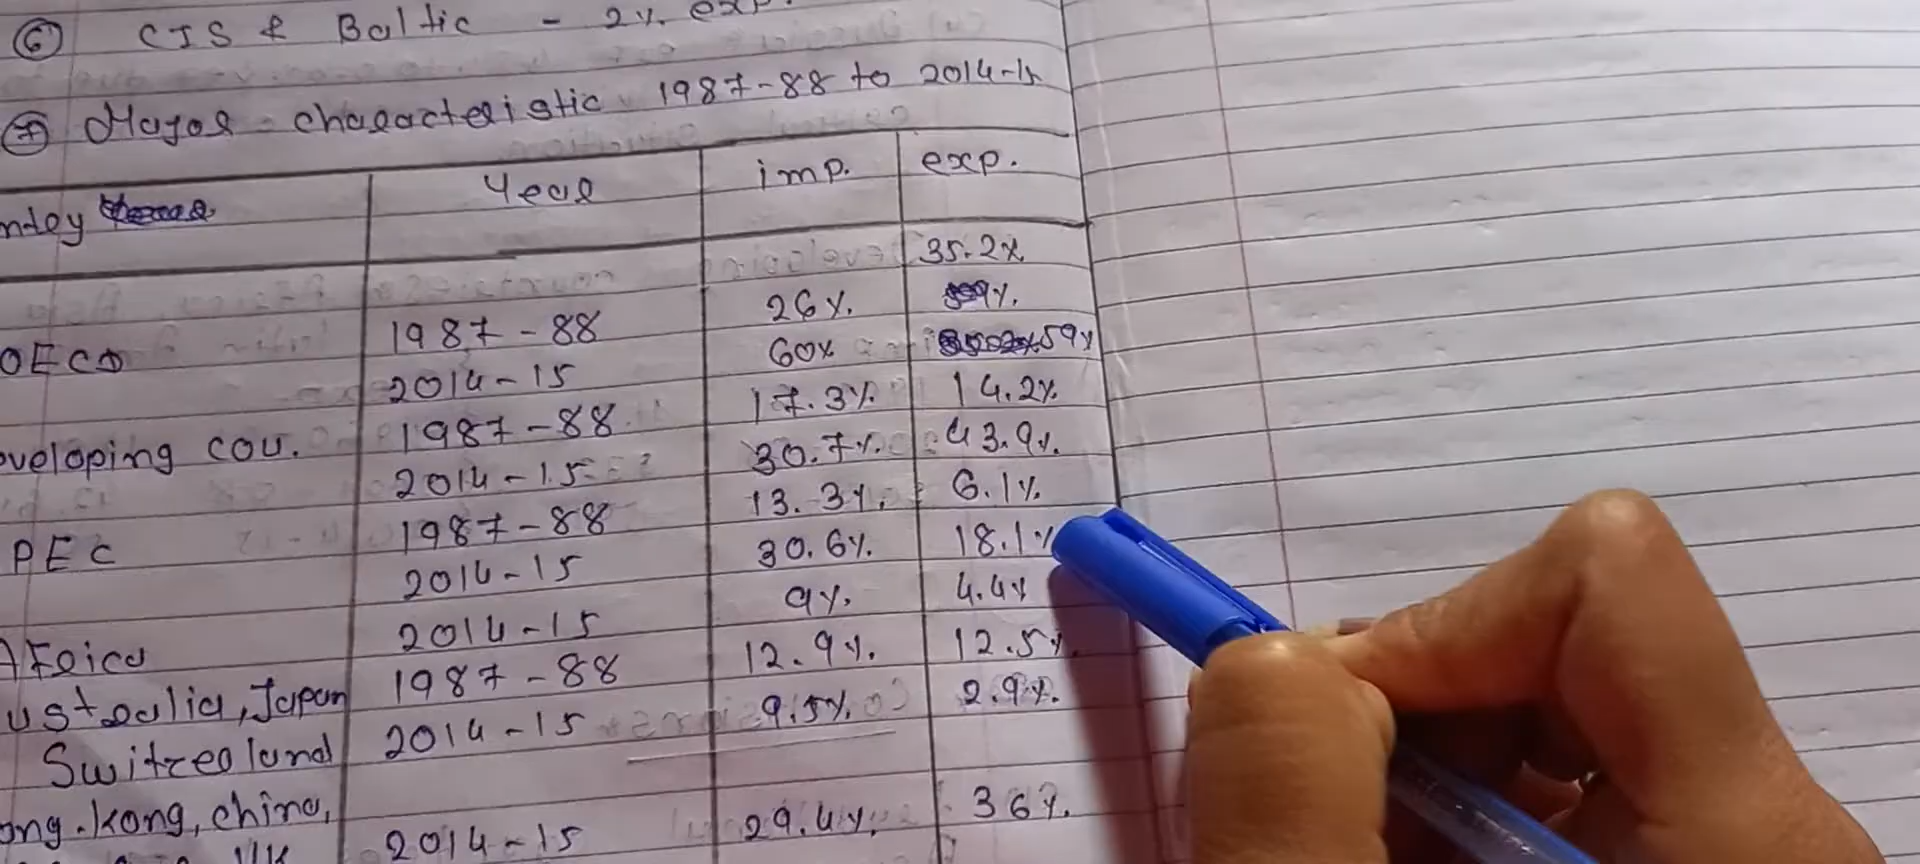 ⑥ CIS & Baltic - 2%. exp.
⑦ Major characteristic 1987-88 to 2014-15
Year imp. exp.
35.2%
OECD 1987-88 26%.
2014-15 60% 59%
veloping cou. 1987-88 17.3%. 14.2%.
2014-15 30.7%. 43.9%.
PEC 1987-88 13.3%. 6.1%.
2014-15 30.6%. 18.1%
Africa 2014-15 9%. 4.4%
ustralia, Japan 1987-88 12.9%. 12.5%.
Switzerland 2014-15 9.5%. 2.9%.
ong.kong, china,
2014-15 29.4%. 36%.